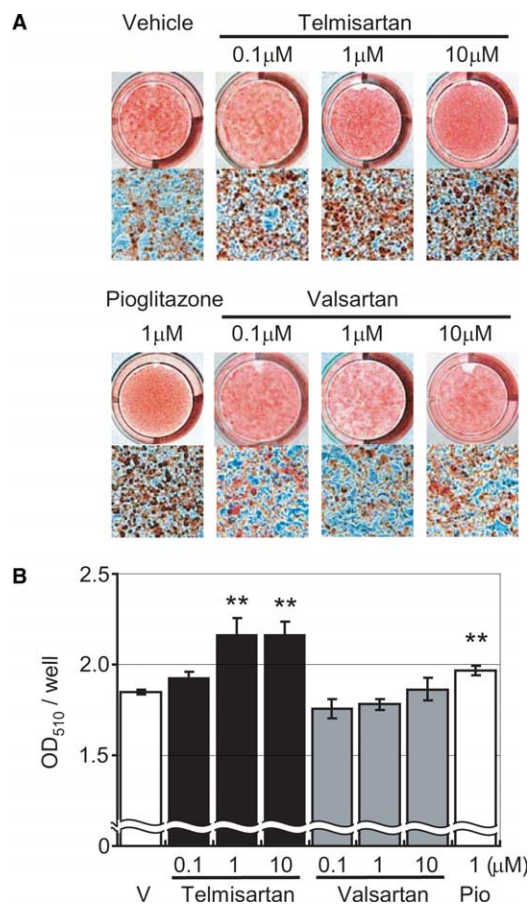 A
Vehicle Telmisartan
0.1μM 1μM 10μM
Pioglitazone Valsartan
1μM 0.1μM 1μM 10μM
B
2.5
2.0
1.5
0
OD510 / well
** ** **
0.1 1 10 0.1 1 10 1 (μM)
V Telmisartan Valsartan Pio